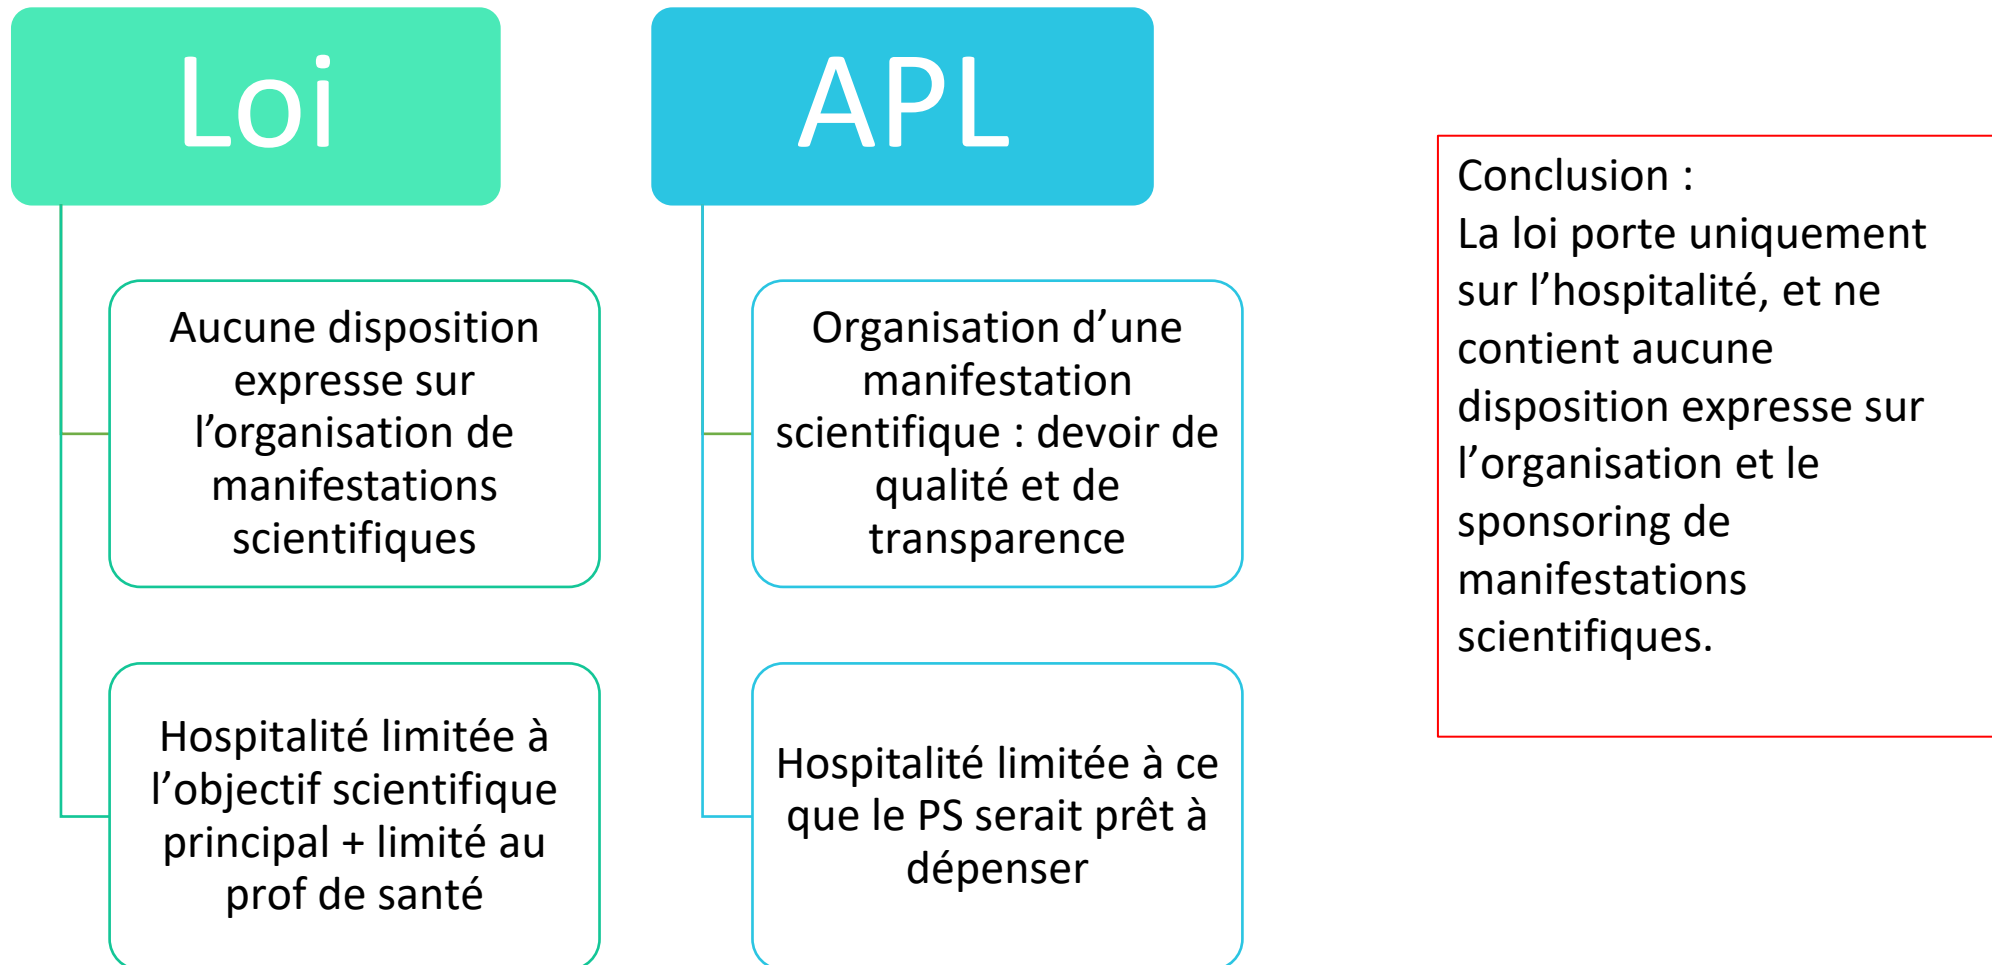 Loi
Aucune disposition
expresse sur
l’organisation de
manifestations
scientifiques
Hospitalité limitée à
l’objectif scientifique
principal + limité au
prof de santé
APL
Organisation d’une
manifestation
scientifique : devoir de
qualité et de
transparence
Hospitalité limitée à ce
que le PS serait prêt à
dépenser
Conclusion :
La loi porte uniquement
sur l’hospitalité, et ne
contient aucune
disposition expresse sur
l’organisation et le
sponsoring de
manifestations
scientifiques.